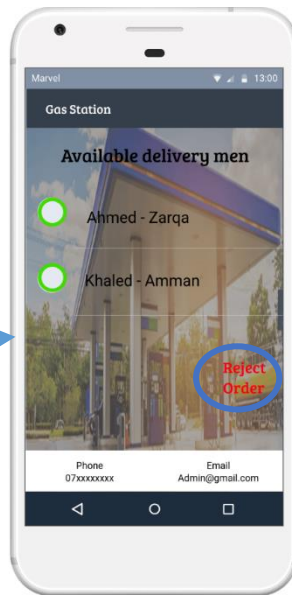 Marvel 13:00
Gas Station
Available delivery men
Ahmed - Zarqa
Khaled - Amman
Reject
Order
Phone Email
07xxxxxxxx Admin@gmail.com